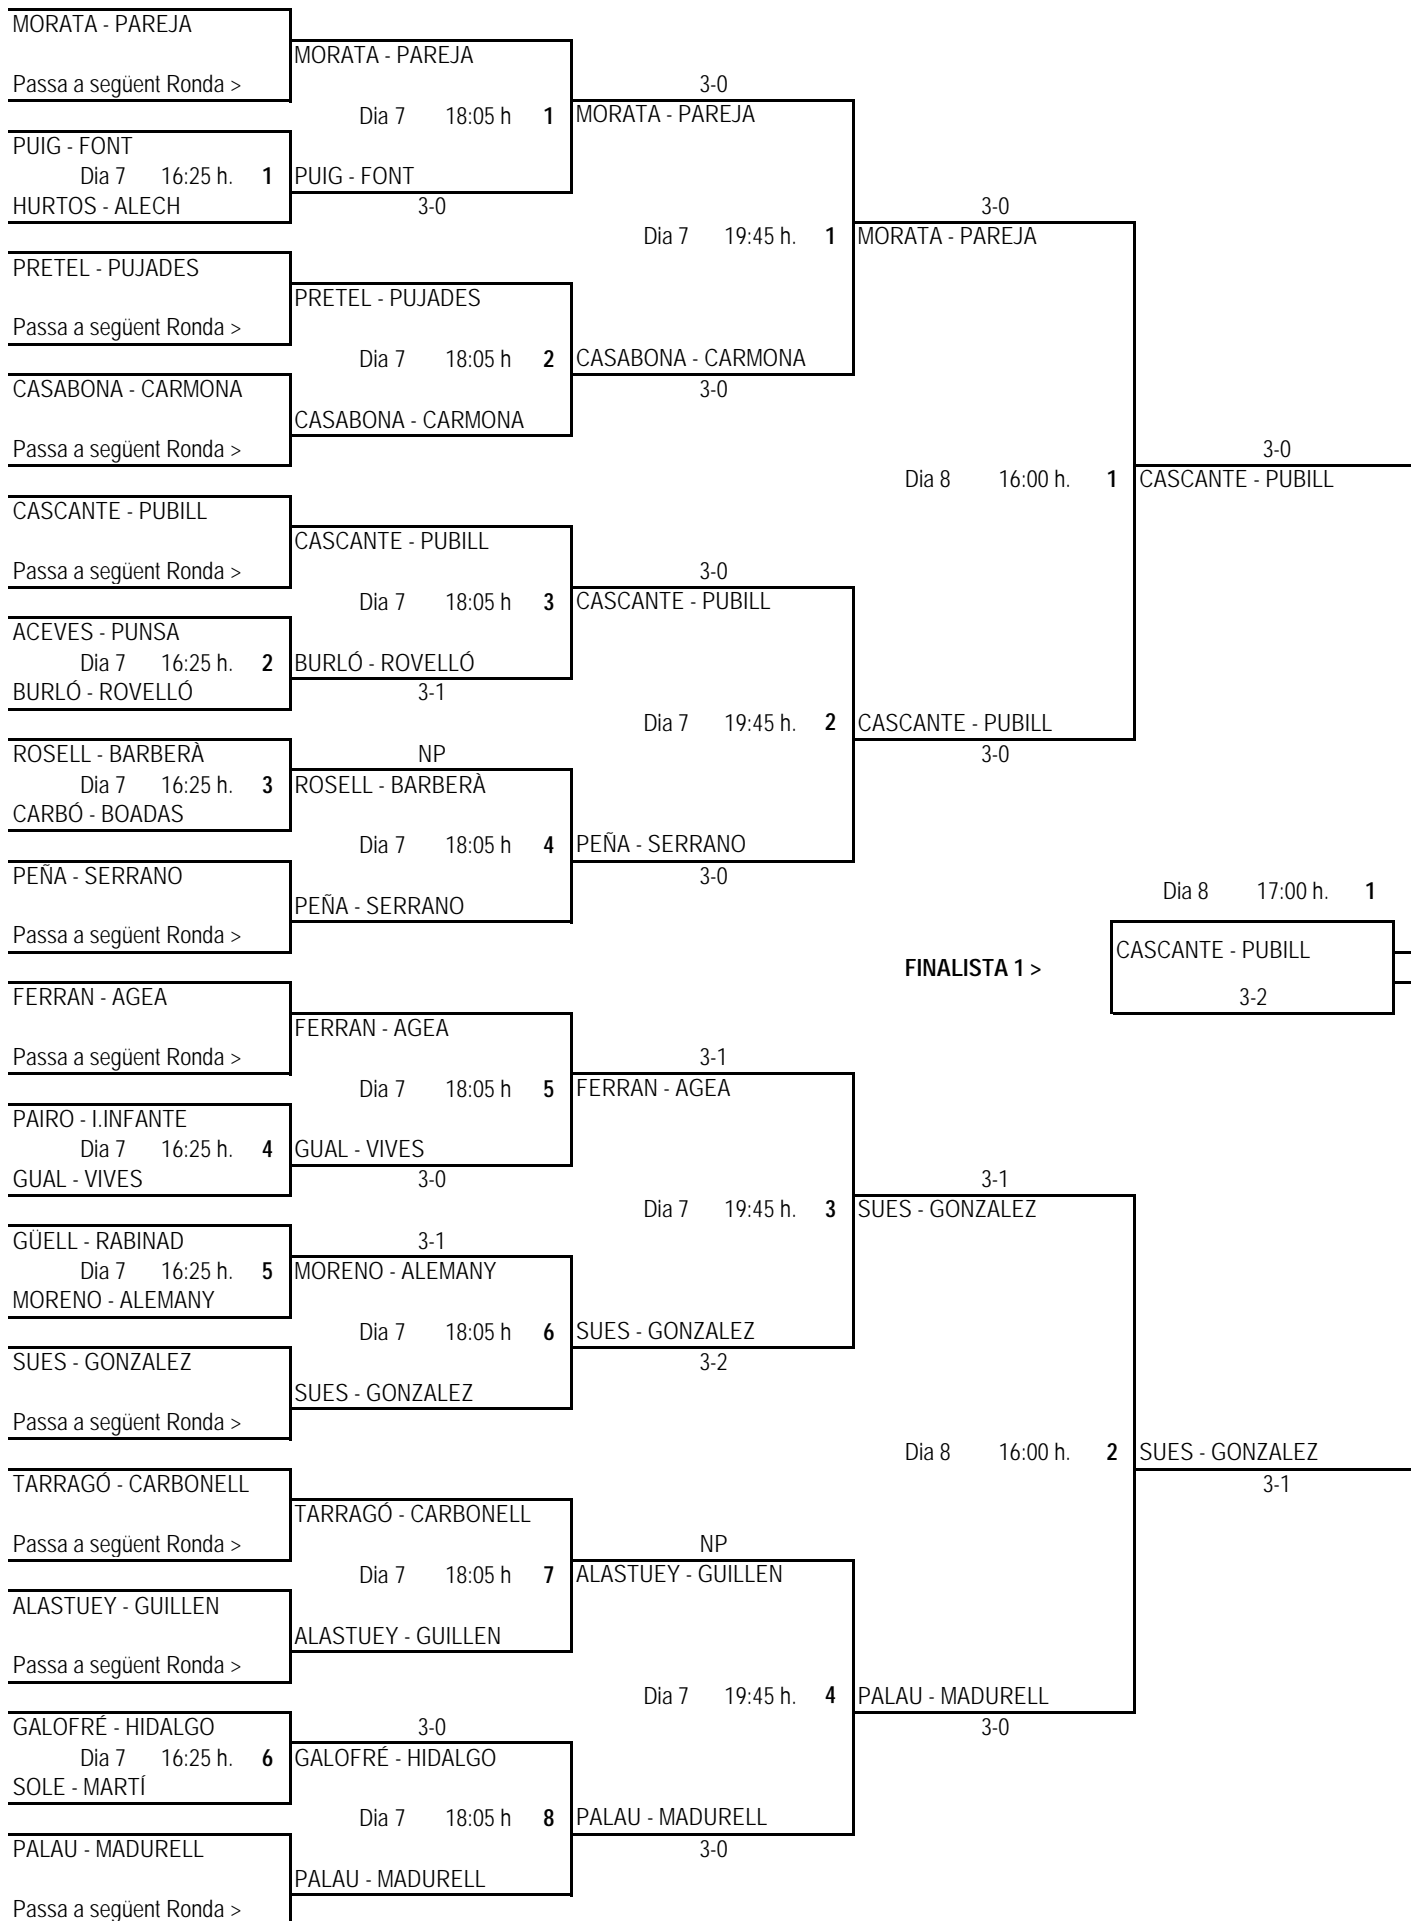 MORATA - PAREJA
MORATA - PAREJA
Passa a següent Ronda >
3-0
Dia 7 18:05 h 1 MORATA - PAREJA
PUIG - FONT
Dia 7 16:25 h. 1 PUIG - FONT
HURTOS - ALECH
3-0
3-0
Dia 7 19:45 h. 1 MORATA - PAREJA
PRETEL - PUJADES
PRETEL - PUJADES
Passa a següent Ronda >
Dia 7 18:05 h 2 CASABONA - CARMONA
CASABONA - CARMONA
3-0
CASABONA - CARMONA
Passa a següent Ronda >
3-0
Dia 8 16:00 h. 1 CASCANTE - PUBILL
CASCANTE - PUBILL
CASCANTE - PUBILL
Passa a següent Ronda >
3-0
Dia 7 18:05 h 3 CASCANTE - PUBILL
ACEVES - PUNSA
Dia 7 16:25 h. 2 BURLÓ - ROVELLÓ
BURLÓ - ROVELLÓ
3-1
Dia 7 19:45 h. 2 CASCANTE - PUBILL
ROSELL - BARBERÀ
NP
3-0
Dia 7 16:25 h. 3 ROSELL - BARBERÀ
CARBÓ - BOADAS
Dia 7 18:05 h 4 PEÑA - SERRANO
PEÑA - SERRANO
3-0
Dia 8 17:00 h. 1
PEÑA - SERRANO
Passa a següent Ronda >
CASCANTE - PUBILL
FINALISTA 1 >
FERRAN - AGEA
3-2
FERRAN - AGEA
Passa a següent Ronda >
3-1
Dia 7 18:05 h 5 FERRAN - AGEA
PAIRO - I.INFANTE
Dia 7 16:25 h. 4 GUAL - VIVES
GUAL - VIVES
3-0
3-1
Dia 7 19:45 h. 3 SUES - GONZALEZ
GÜELL - RABINAD
3-1
Dia 7 16:25 h. 5 MORENO - ALEMANY
MORENO - ALEMANY
Dia 7 18:05 h 6 SUES - GONZALEZ
SUES - GONZALEZ
3-2
SUES - GONZALEZ
Passa a següent Ronda >
Dia 8 16:00 h. 2 SUES - GONZALEZ
TARRAGÓ - CARBONELL
3-1
TARRAGÓ - CARBONELL
Passa a següent Ronda >
NP
Dia 7 18:05 h 7 ALASTUEY - GUILLEN
ALASTUEY - GUILLEN
ALASTUEY - GUILLEN
Passa a següent Ronda >
Dia 7 19:45 h. 4 PALAU - MADURELL
GALOFRÉ - HIDALGO
3-0
3-0
Dia 7 16:25 h. 6 GALOFRÉ - HIDALGO
SOLE - MARTÍ
Dia 7 18:05 h 8 PALAU - MADURELL
PALAU - MADURELL
3-0
PALAU - MADURELL
Passa a següent Ronda >